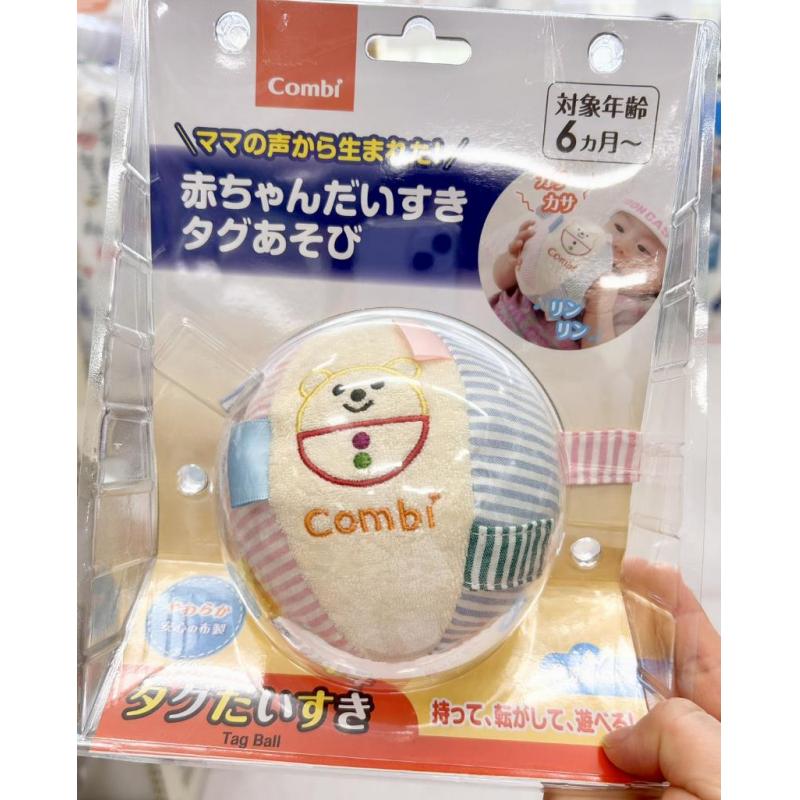 Combi
対象年齢
6ヵ月~
ママの声から生まれた!!
赤ちゃんだいすき
タグあそび
カサ
カサ
Combi
リン
リン
combi
やわらか
安心の布製
タグだいすき
Tag Ball
持って、転がして、遊べる!